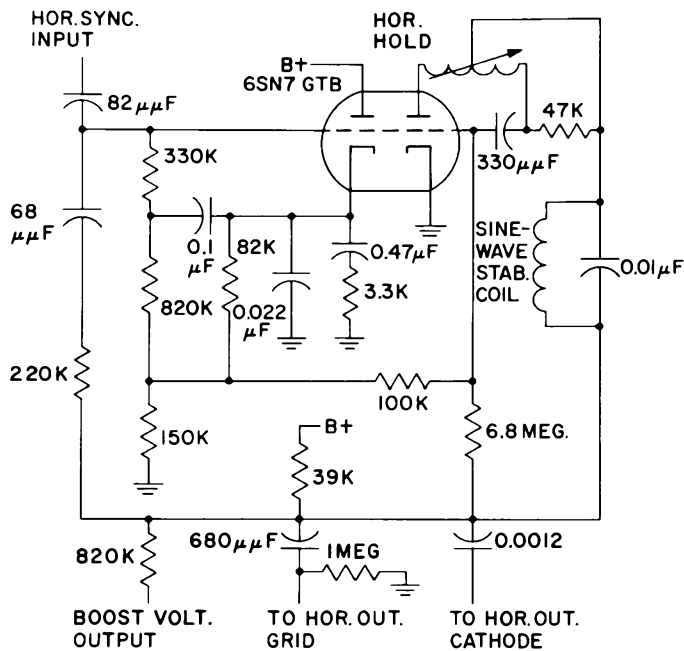 HOR. SYNC.
INPUT
HOR.
HOLD
B+
6SN7 GTB
82μμF
47K
330μμF
330K
68
μμF
0.1
μF
82K
0.47μF
SINE-
WAVE
STAB.
COIL
0.01μF
820K
0.022
μF
3.3K
220K
100K
150K
B+
6.8 MEG.
39K
680μμF
0.0012
820K
1MEG
BOOST VOLT.
OUTPUT
TO HOR. OUT.
GRID
TO HOR. OUT.
CATHODE